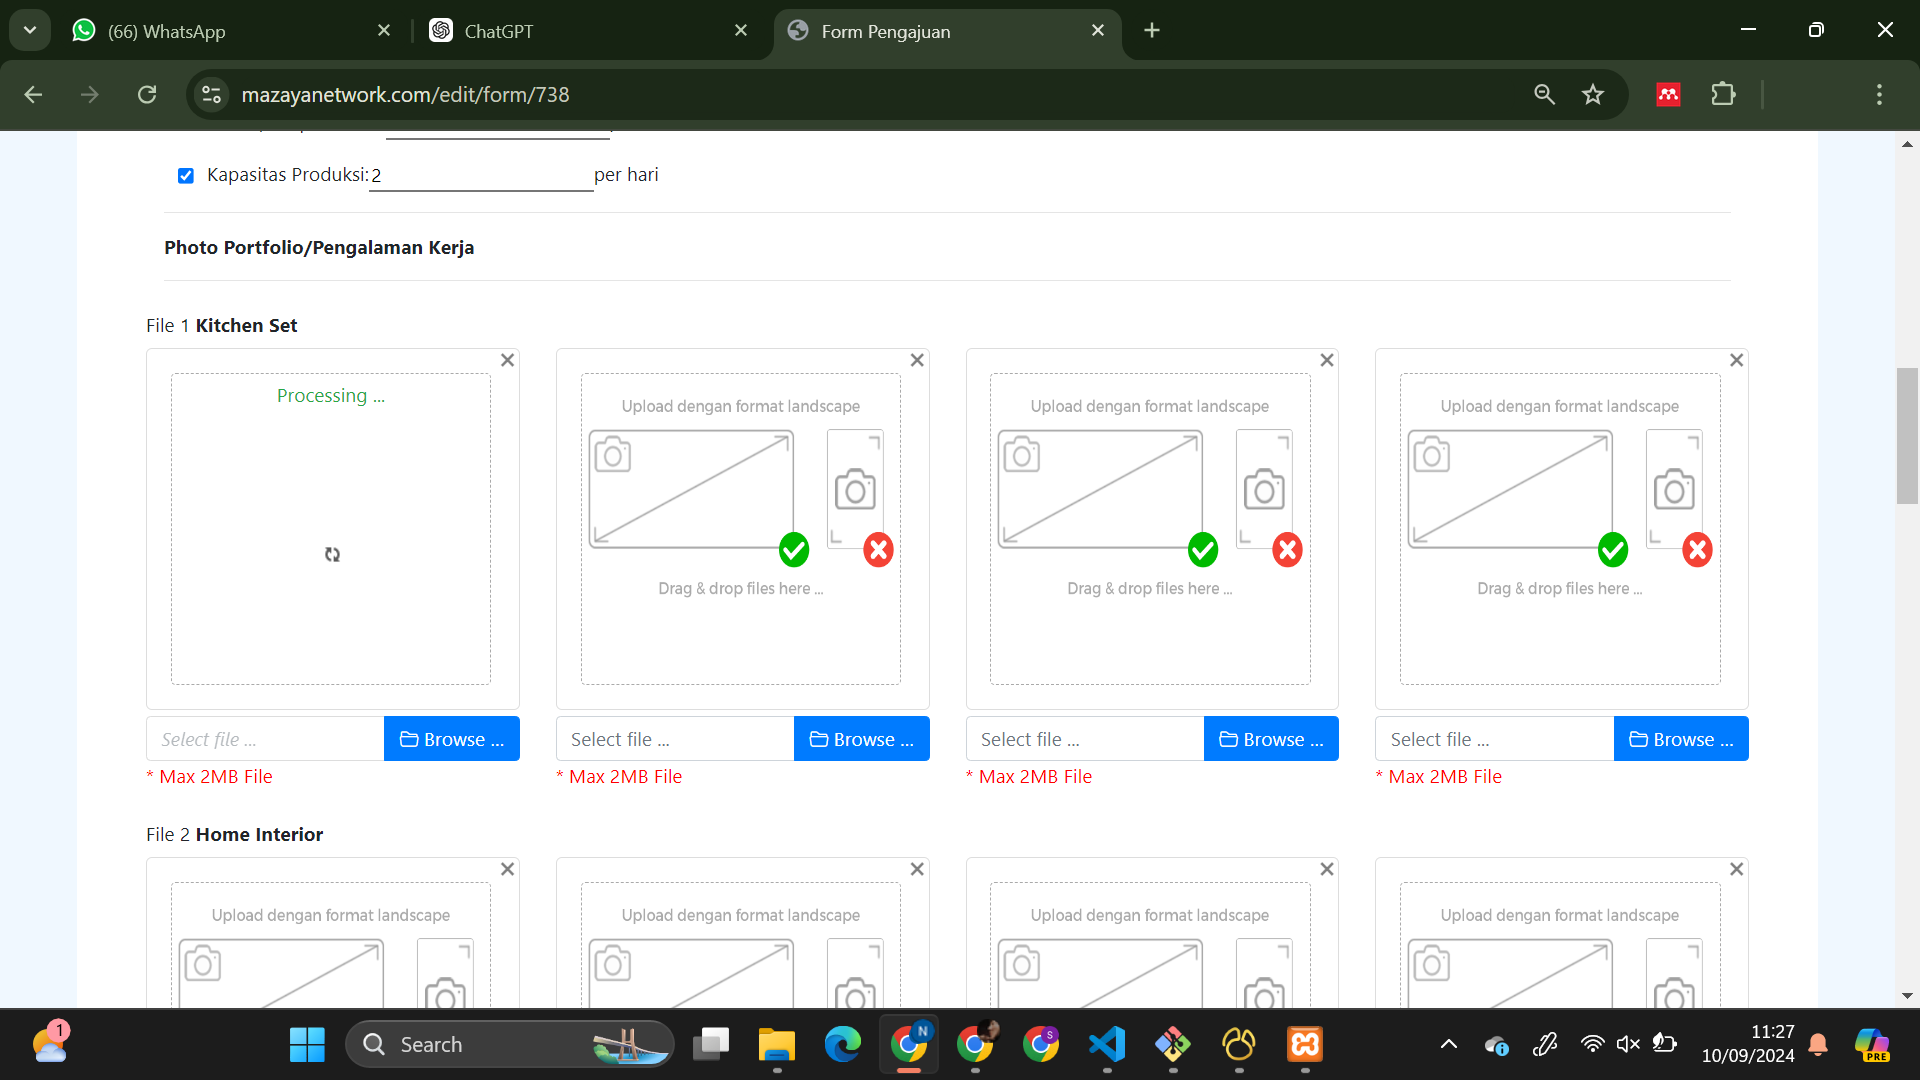 (66) WhatsApp
ChatGPT
Form Pengajuan
mazayanetwork.com/edit/form/738
Kapasitas Produksi: 2 per hari
Photo Portfolio/Pengalaman Kerja
File 1 Kitchen Set
Processing ...
Upload dengan format landscape
Drag & drop files here ...
Upload dengan format landscape
Drag & drop files here ...
Upload dengan format landscape
Drag & drop files here ...
Select file ... Browse ...
Select file ... Browse ...
Select file ... Browse ...
Select file ... Browse ...
* Max 2MB File
* Max 2MB File
* Max 2MB File
* Max 2MB File
File 2 Home Interior
Upload dengan format landscape
Upload dengan format landscape
Upload dengan format landscape
Upload dengan format landscape
1
Search
N
S
PRE
11:27
10/09/2024